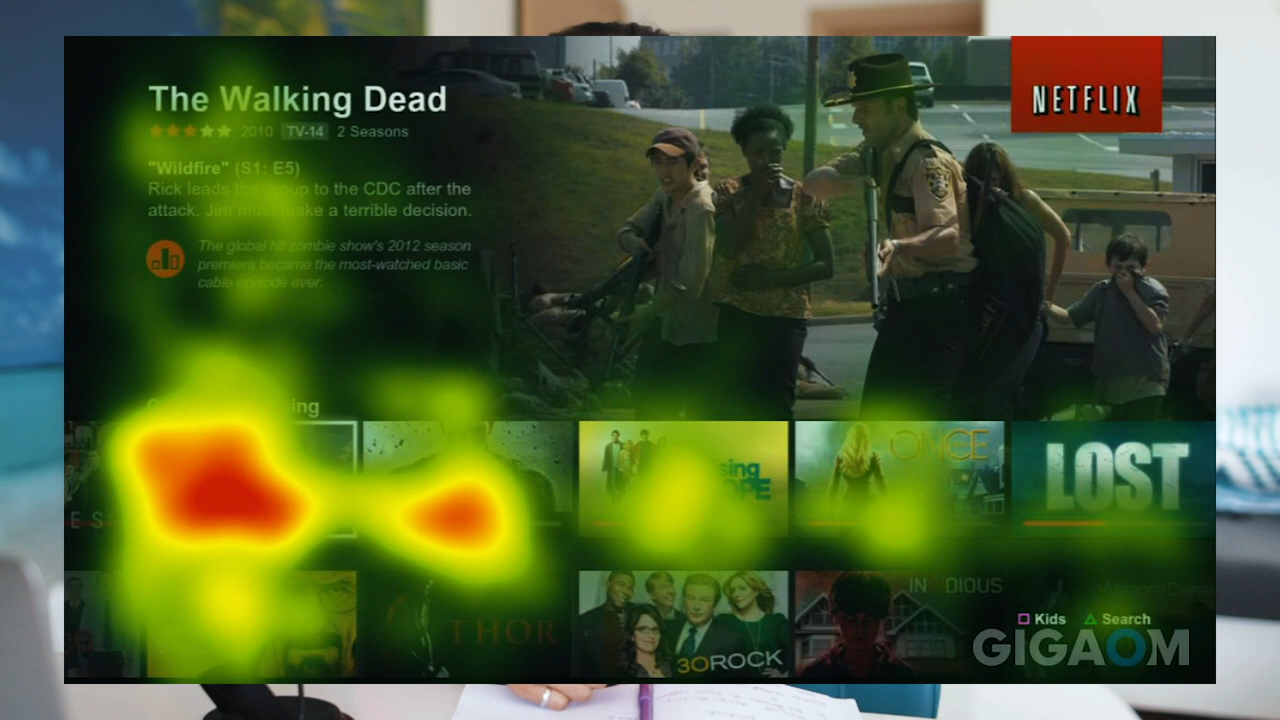 The Walking Dead
NETFLIX
2010 TV-14 2 Seasons
"Wildfire" (S1: E5)
Rick leads the group to the CDC after the
attack. Jim must make a terrible decision.
The global hit zombie show's 2012 season
premiere became the most-watched basic
cable episode ever.
ONCE
LOST
THOR
30ROCK
Kids Search
GIGAOM